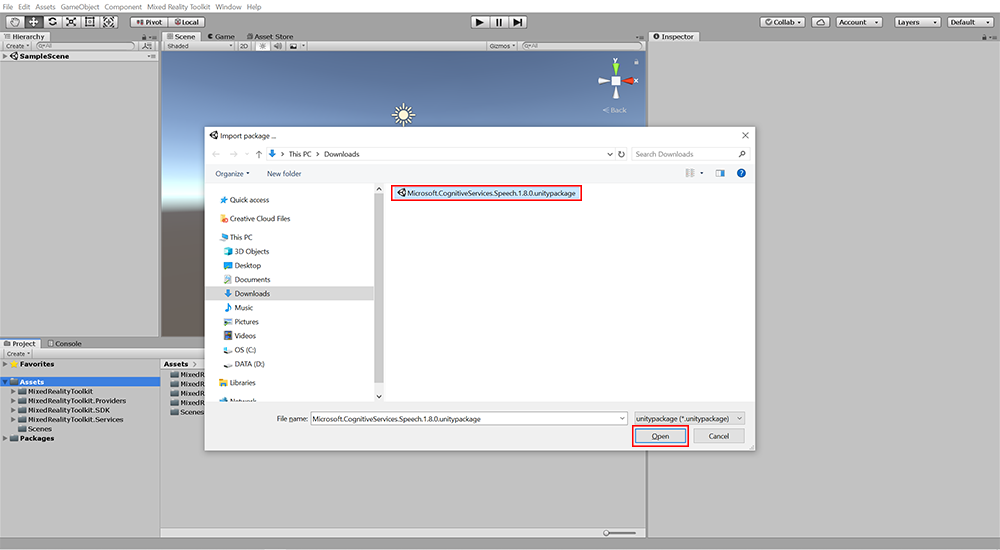 File Edit Assets GameObject Component Mixed Reality Toolkit Window Help
Pivot Local Collab Account Layers Default
Hierarchy Scene Game Asset Store Inspector
Create All Shaded 2D Gizmos All
SampleScene
y
x
Back
Import package ...
This PC Downloads Search Downloads
Organize New folder
Quick access
Creative Cloud Files
This PC
3D Objects
Desktop
Documents
Downloads
Music
Pictures
Videos
OS (C:)
DATA (D:)
Libraries
Network
Microsoft.CognitiveServices.Speech.1.8.0.unitypackage
File name: Microsoft.CognitiveServices.Speech.1.8.0.unitypackage unitypackage (*.unitypackage)
Open Cancel
Project Console
Create
Favorites
Assets
MixedRealityToolkit
MixedRealityToolkit.Providers
MixedRealityToolkit.SDK
MixedRealityToolkit.Services
Scenes
Packages
Assets
MixedR
MixedR
MixedR
MixedR
Scenes